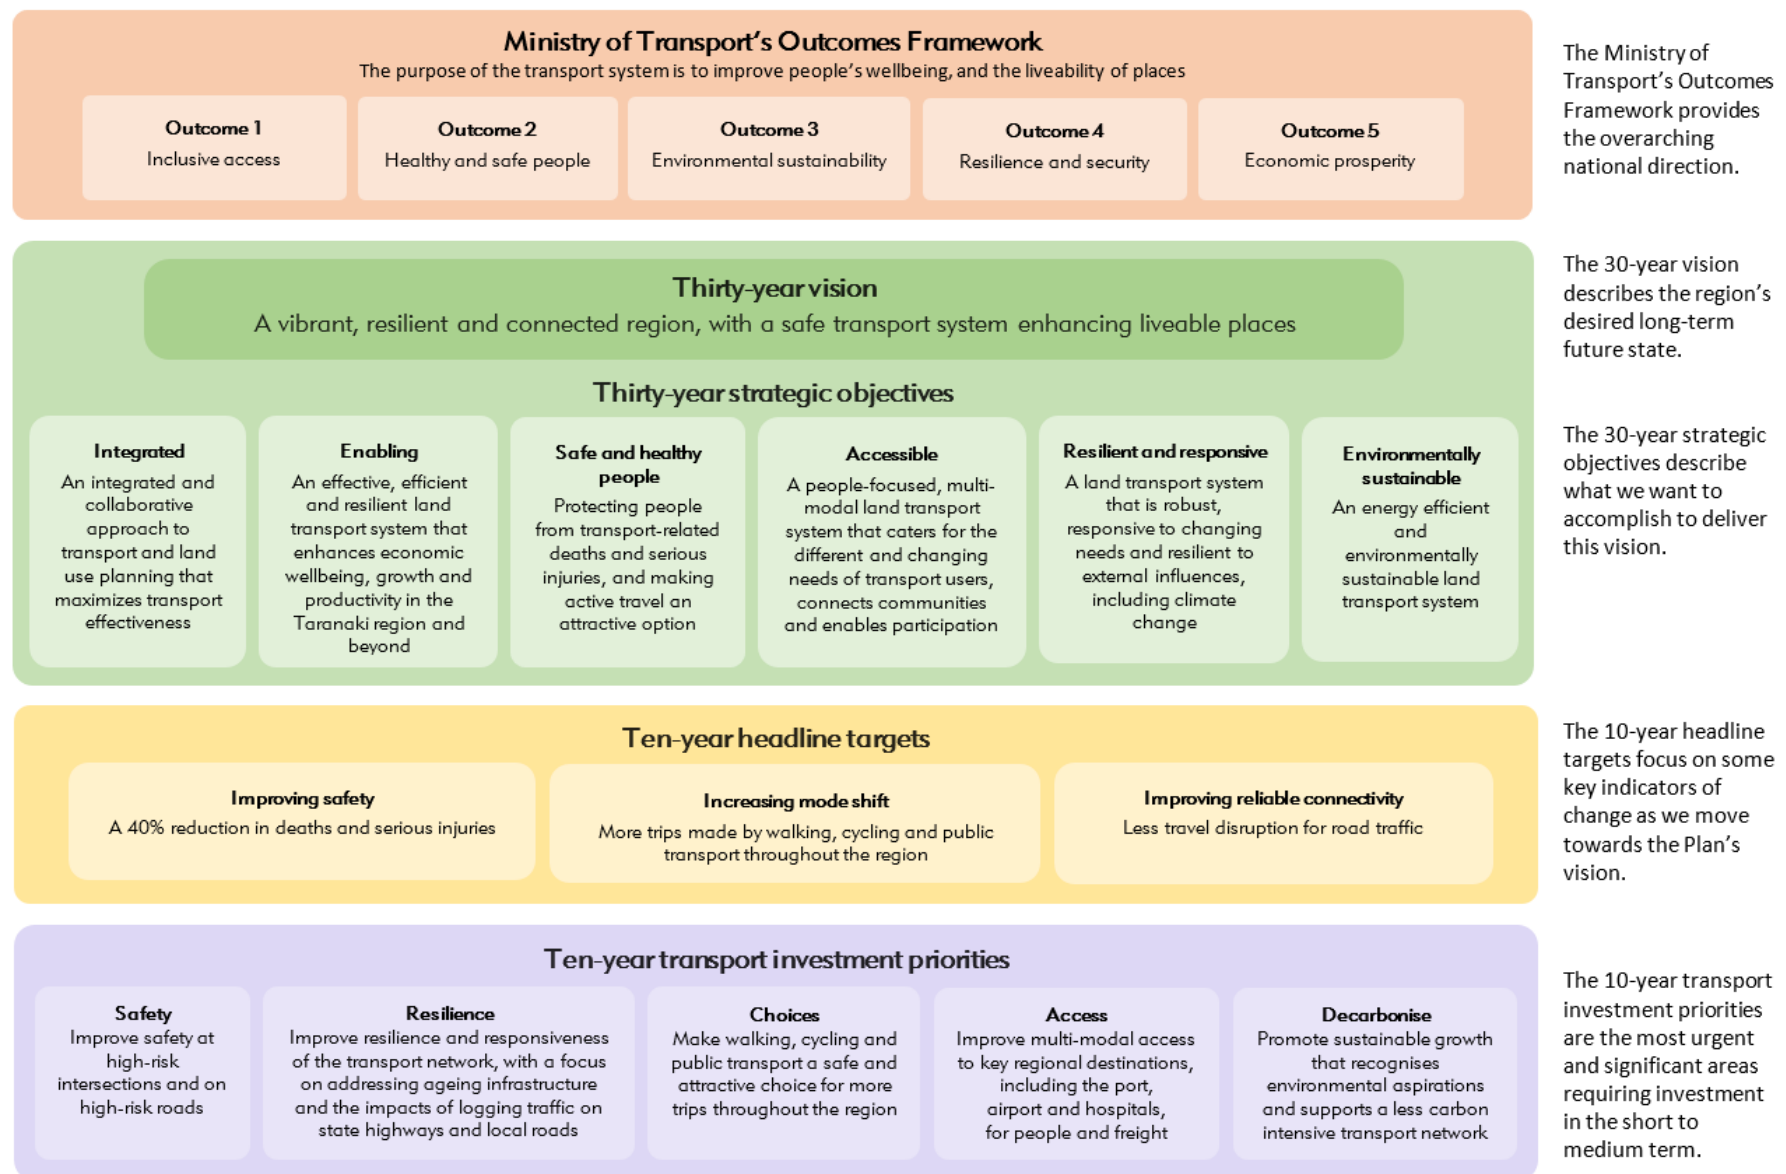 Ministry of Transport's Outcomes Framework
The purpose of the transport system is to improve people's wellbeing, and the liveability of places
Outcome 1
Inclusive access
Outcome 2
Healthy and safe people
Outcome 3
Environmental sustainability
Outcome 4
Resilience and security
Outcome 5
Economic prosperity
The Ministry of
Transport's Outcomes
Framework provides
the overarching
national direction.
Thirty-year vision
A vibrant, resilient and connected region, with a safe transport system enhancing liveable places
The 30-year vision
describes the region's
desired long-term
future state.
Thirty-year strategic objectives
Integrated
An integrated and
collaborative
approach to
transport and land
use planning that
maximizes transport
effectiveness
Enabling
An effective, efficient
and resilient land
transport system that
enhances economic
wellbeing, growth and
productivity in the
Taranaki region and
beyond
Safe and healthy
people
Protecting people
from transport-related
deaths and serious
injuries, and making
active travel an
attractive option
Accessible
A people-focused, multi-
modal land transport
system that caters for the
different and changing
needs of transport users,
connects communities
and enables participation
Resilient and responsive
A land transport system
that is robust,
responsive to changing
needs and resilient to
external influences,
including climate
change
Environmentally
sustainable
An energy efficient
and
environmentally
sustainable land
transport system
The 30-year strategic
objectives describe
what we want to
accomplish to deliver
this vision.
Ten-year headline targets
Improving safety
A 40% reduction in deaths and serious injuries
Increasing mode shift
More trips made by walking, cycling and public
transport throughout the region
Improving reliable connectivity
Less travel disruption for road traffic
The 10-year headline
targets focus on some
key indicators of
change as we move
towards the Plan's
vision.
Ten-year transport investment priorities
Safety
Improve safety at
high-risk
intersections and on
high-risk roads
Resilience
Improve resilience and responsiveness
of the transport network, with a focus
on addressing ageing infrastructure
and the impacts of logging traffic on
state highways and local roads
Choices
Make walking, cycling and
public transport a safe and
attractive choice for more
trips throughout the region
Access
Improve multi-modal access
to key regional destinations,
including the port,
airport and hospitals,
for people and freight
Decarbonise
Promote sustainable growth
that recognises
environmental aspirations
and supports a less carbon
intensive transport network
The 10-year transport
investment priorities
are the most urgent
and significant areas
requiring investment
in the short to
medium term.